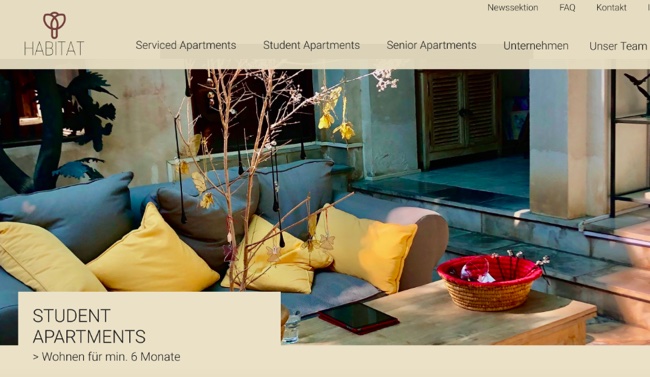 Newssektion FAQ Kontakt
HABITAT
Serviced Apartments Student Apartments Senior Apartments Unternehmen Unser Team
STUDENT
APARTMENTS
> Wohnen für min. 6 Monate